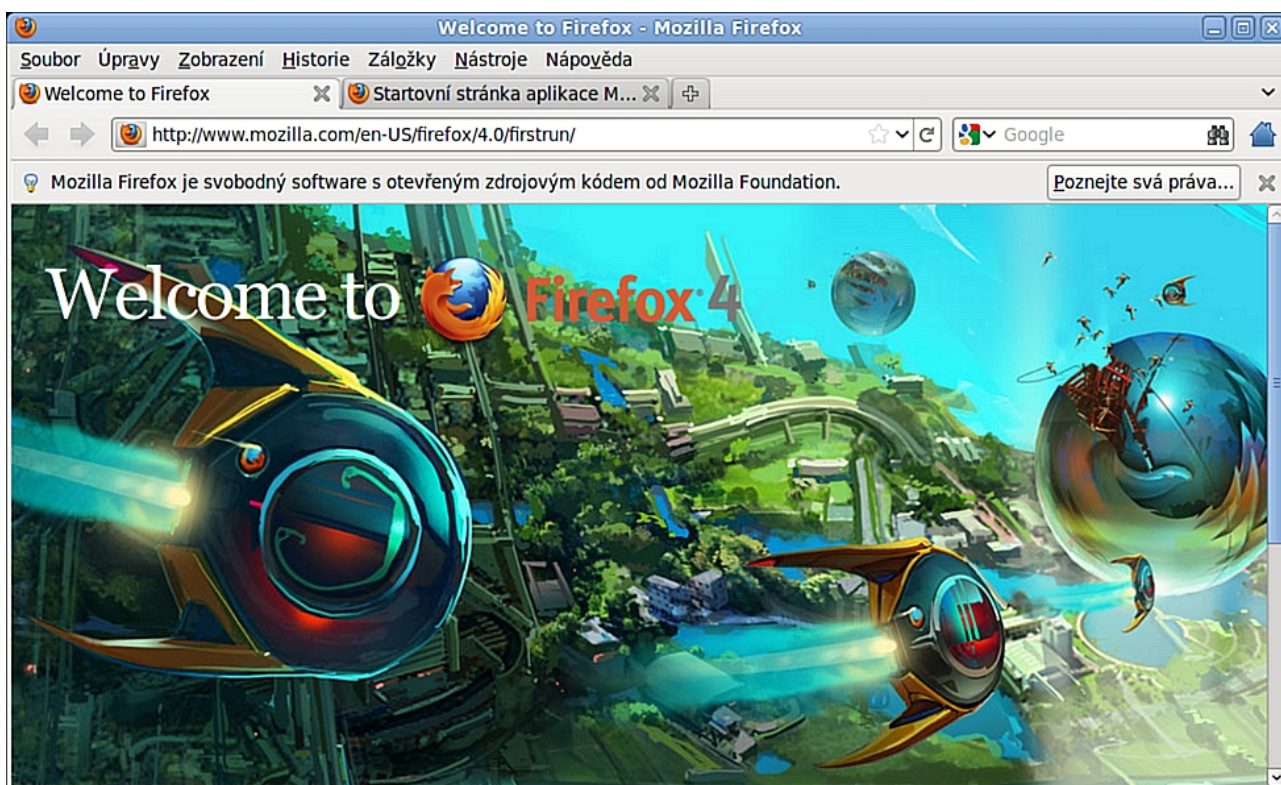 Welcome to Firefox - Mozilla Firefox
Soubor Úpravy Zobrazení Historie Záložky Nástroje Nápověda
Welcome to Firefox Startovní stránka aplikace M...
http://www.mozilla.com/en-US/firefox/4.0/firstrun/ Google
Mozilla Firefox je svobodný software s otevřeným zdrojovým kódem od Mozilla Foundation. Poznejte svá práva...
Welcome to Firefox 4